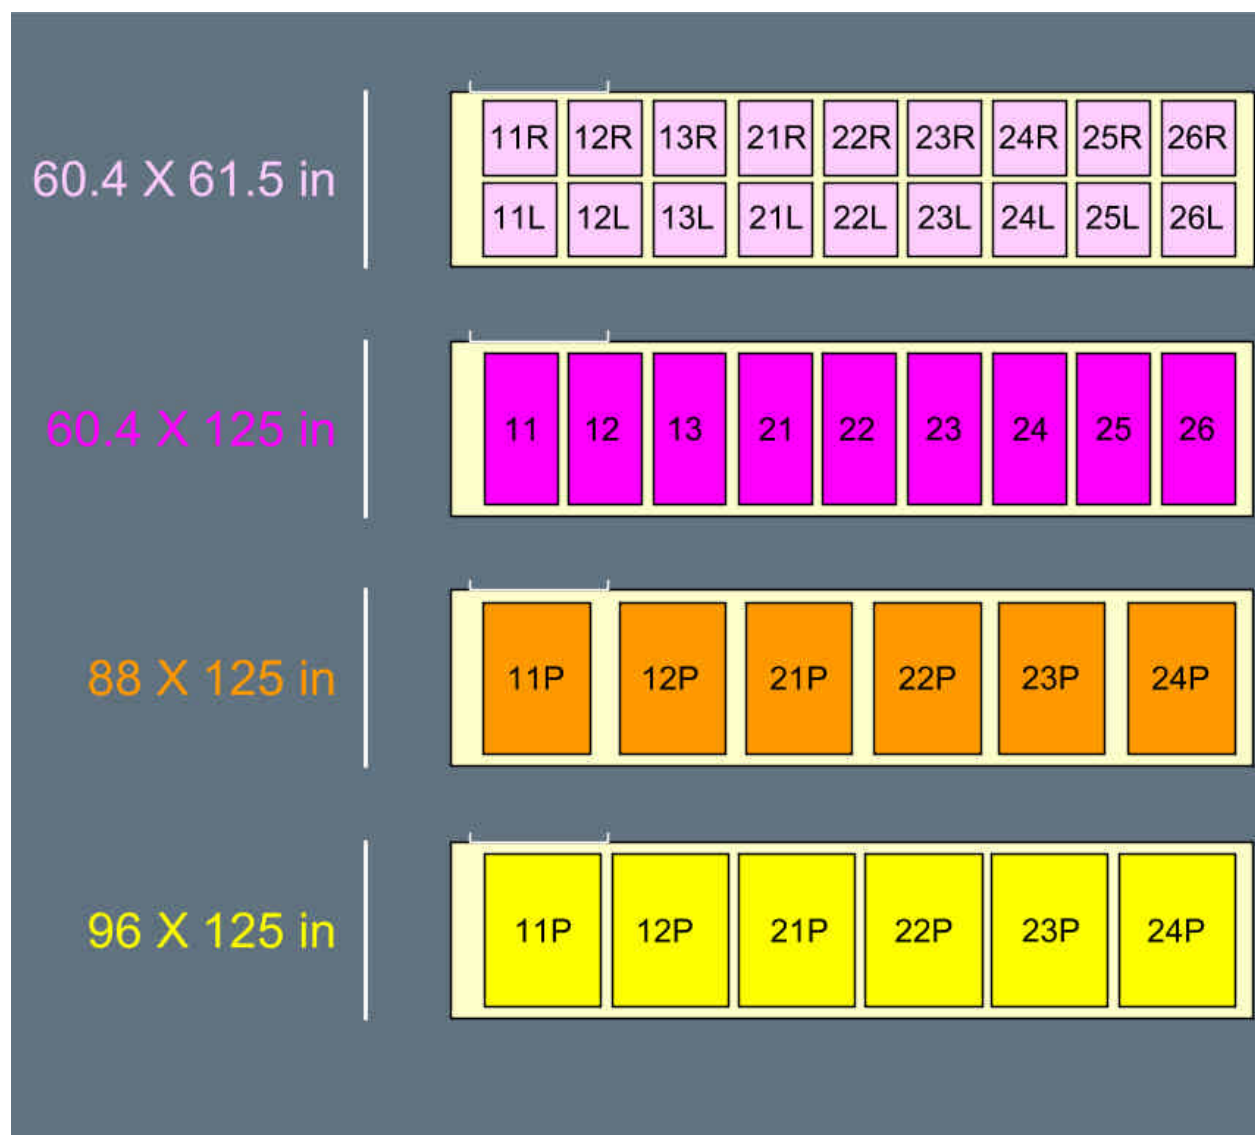 60.4 X 61.5 in
11R 12R 13R 21R 22R 23R 24R 25R 26R
11L 12L 13L 21L 22L 23L 24L 25L 26L
60.4 X 125 in
11 12 13 21 22 23 24 25 26
88 X 125 in
11P 12P 21P 22P 23P 24P
96 X 125 in
11P 12P 21P 22P 23P 24P